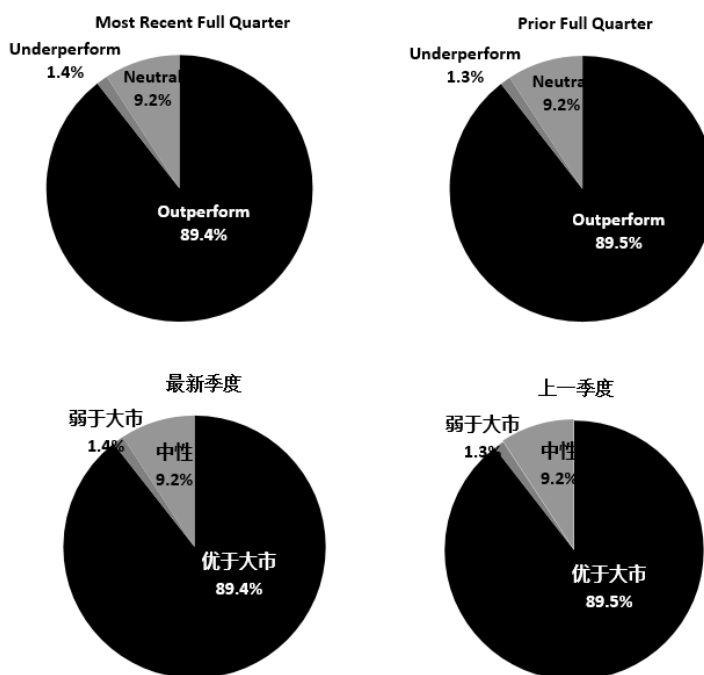 Most Recent Full Quarter
Underperform
1.4%
Neutral
9.2%
Outperform
89.4%
Prior Full Quarter
Underperform
1.3%
Neutra
9.2%
Outperform
89.5%
最新季度
弱于大市
1.4%
中性
9.2%
优于大市
89.4%
上一季度
弱于大市
1.3%
中性
9.2%
优于大市
89.5%